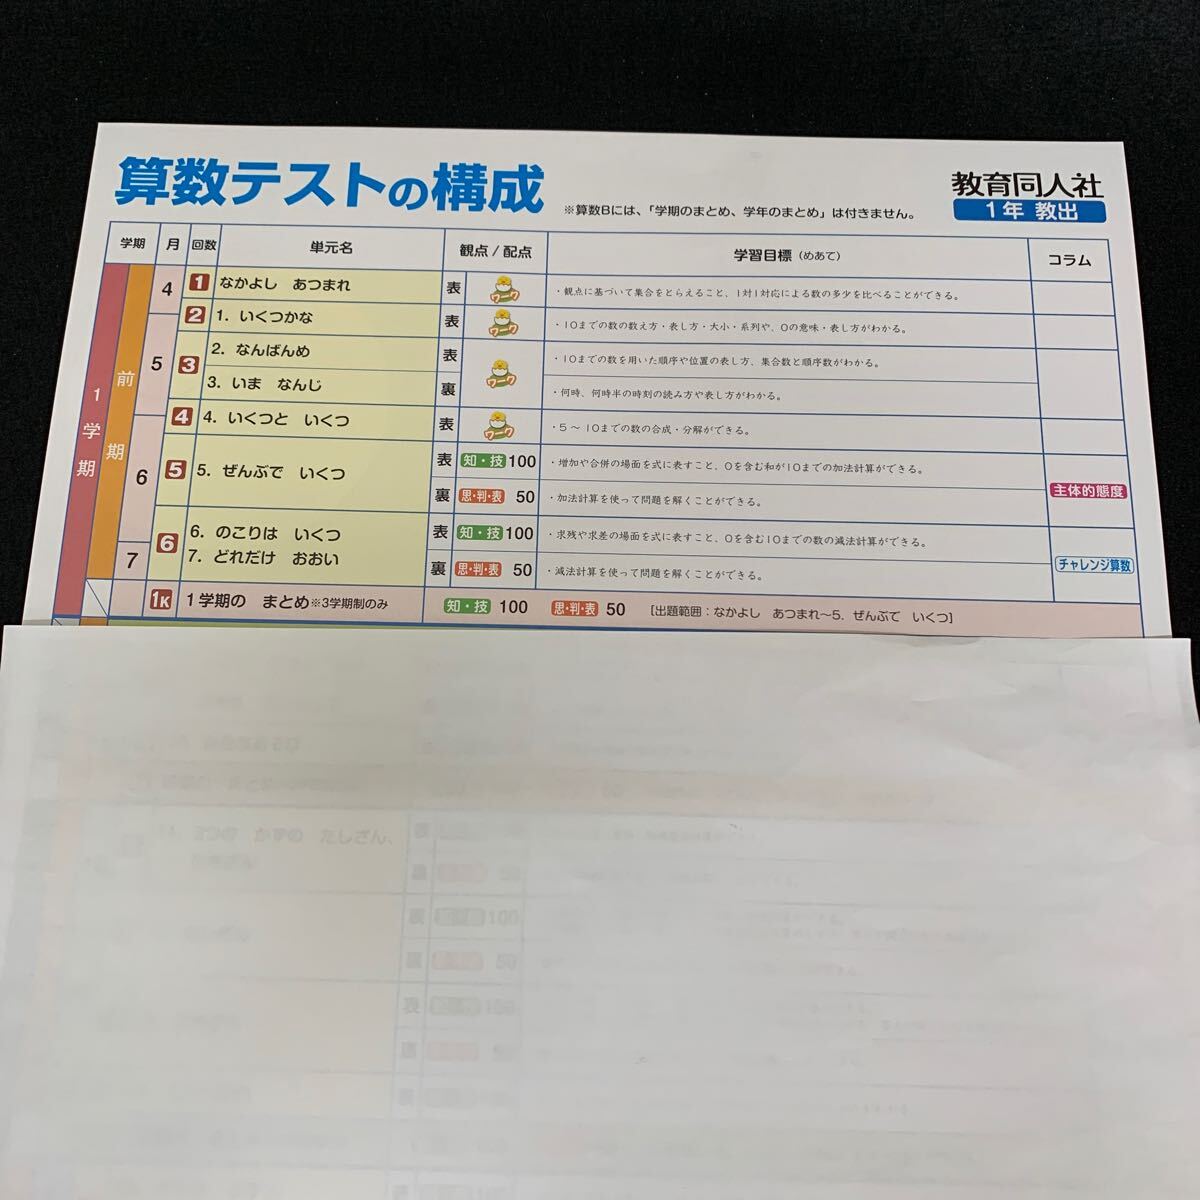 算数テストの構成
※算数Bには、「学期のまとめ、学年のまとめ」は付きません。
教育同人社
1年 教出
学期 月 回数 単元名 観点 / 配点 学習目標（めあて） コラム
1学期 前期
4 1 なかよし　あつまれ 表 ワーク ・観点に基づいて集合をとらえること、1対1対応による数の多少を比べることができる。
2 1. いくつかな 表 ワーク ・10までの数の数え方・表し方・大小・系列や、0の意味・表し方がわかる。
5 3 2. なんばんめ 表 ワーク ・10までの数を用いた順序や位置の表し方、集合数と順序数がわかる。
3. いま　なんじ 裏 ・何時、何時半の時刻の読み方や表し方がわかる。
4 4. いくつと　いくつ 表 ワーク ・5～10までの数の合成・分解ができる。
6 5 5. ぜんぶで　いくつ 表 知・技 100 ・増加や合併の場面を式に表すこと、0を含む和が10までの加法計算ができる。
裏 思・判・表 50 ・加法計算を使って問題を解くことができる。 主体的態度
6 6. のこりは　いくつ 表 知・技 100 ・求残や求差の場面を式に表すこと、0を含む10までの数の減法計算ができる。
7 7. どれだけ　おおい 裏 思・判・表 50 ・減法計算を使って問題を解くことができる。 チャレンジ算数
1K 1学期の　まとめ※3学期制のみ 知・技 100 思・判・表 50 [出題範囲：なかよし　あつまれ～5. ぜんぶで　いくつ]